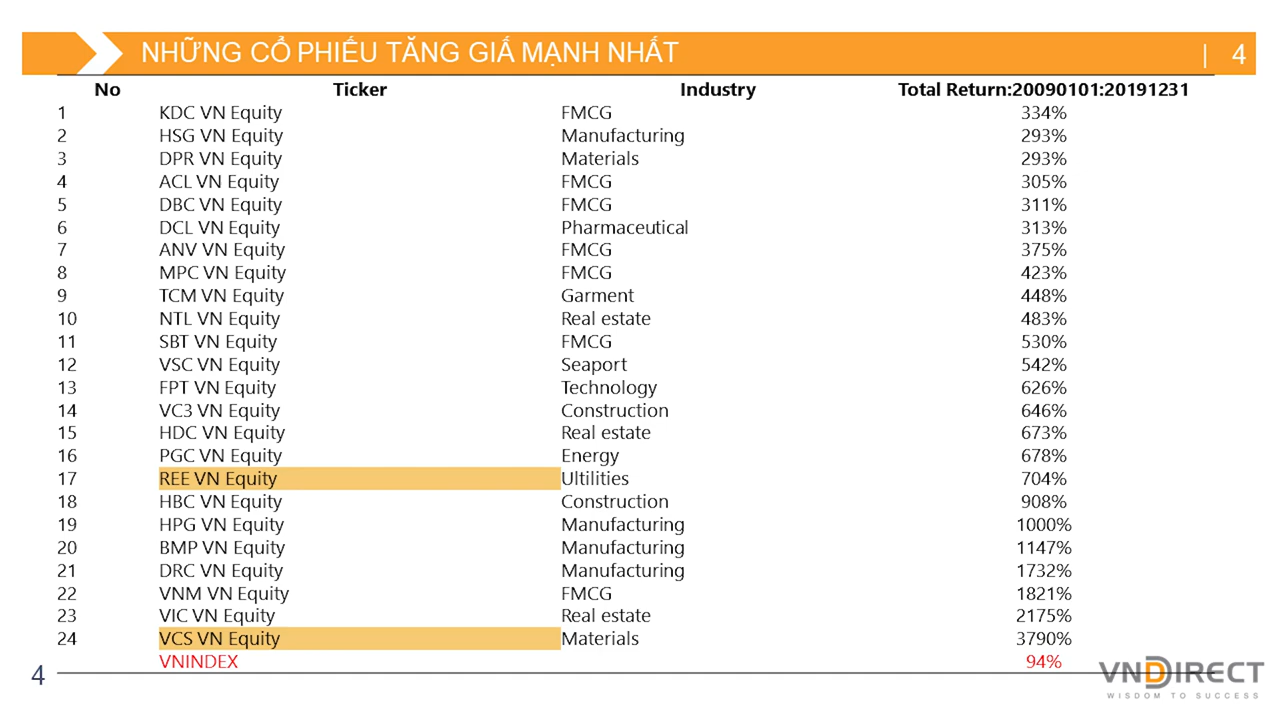 NHỮNG CỔ PHIẾU TĂNG GIÁ MẠNH NHẤT | 4
No Ticker Industry Total Return:20090101:20191231
1 KDC VN Equity FMCG 334%
2 HSG VN Equity Manufacturing 293%
3 DPR VN Equity Materials 293%
4 ACL VN Equity FMCG 305%
5 DBC VN Equity FMCG 311%
6 DCL VN Equity Pharmaceutical 313%
7 ANV VN Equity FMCG 375%
8 MPC VN Equity FMCG 423%
9 TCM VN Equity Garment 448%
10 NTL VN Equity Real estate 483%
11 SBT VN Equity FMCG 530%
12 VSC VN Equity Seaport 542%
13 FPT VN Equity Technology 626%
14 VC3 VN Equity Construction 646%
15 HDC VN Equity Real estate 673%
16 PGC VN Equity Energy 678%
17 REE VN Equity Ultilities 704%
18 HBC VN Equity Construction 908%
19 HPG VN Equity Manufacturing 1000%
20 BMP VN Equity Manufacturing 1147%
21 DRC VN Equity Manufacturing 1732%
22 VNM VN Equity FMCG 1821%
23 VIC VN Equity Real estate 2175%
24 VCS VN Equity Materials 3790%
VNINDEX 94%
4
VNDIRECT
WISDOM TO SUCCESS